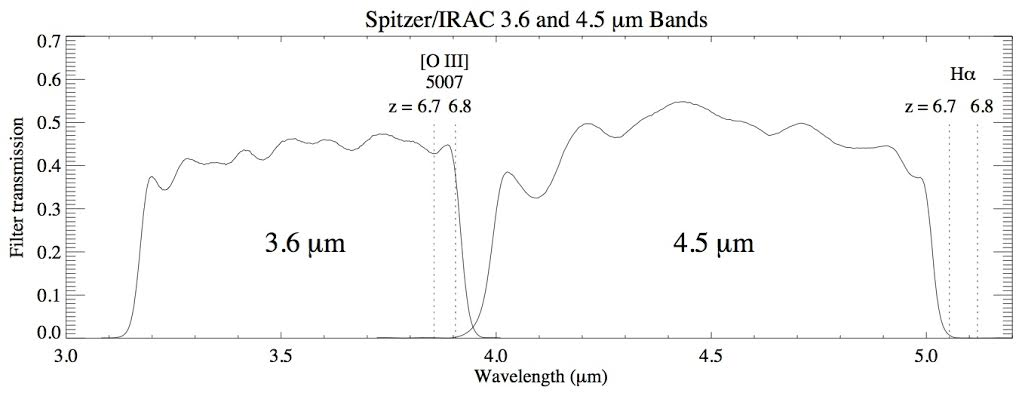 Spitzer/IRAC 3.6 and 4.5 μm Bands
0.7
0.6
0.5
0.4
0.3
0.2
0.1
0.0
Filter transmission
[O III]
5007
z = 6.7 6.8
Hα
z = 6.7 6.8
3.6 μm
4.5 μm
3.0 3.5 4.0 4.5 5.0
Wavelength (μm)